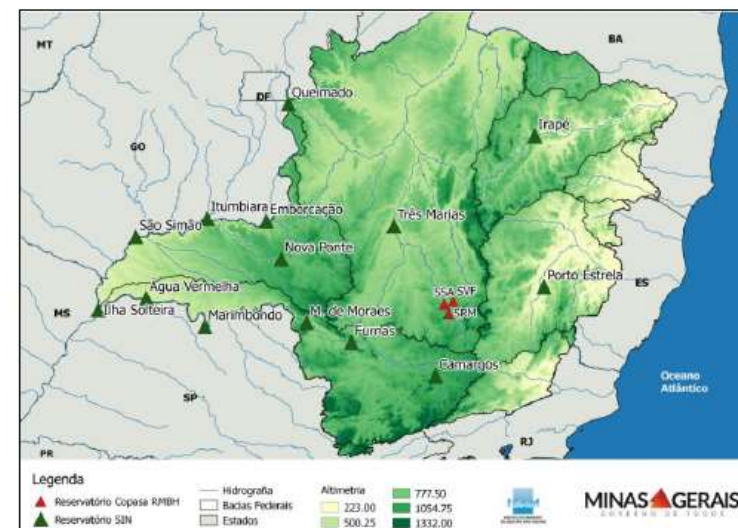 MT
BA
DF
Queimado
Irapé
GO
Itumbiara
Emborcação
São Simão
Três Marias
Nova Ponte
Água Vermelha
SSA SVF
Porto Estrela
ES
MS
Ilha Solteira
Marimbondo
M. de Moraes
SRM
Furnas
Camargos
Oceano
Atlântico
SP
RJ
PR
Legenda
Reservatório Copasa RMBH
Reservatório SIN
Hidrografia
Bacias Federais
Estados
Altimetria
223.00
500.25
777.50
1054.75
1332.00
MINAS GERAIS
GOVERNO DE TODOS